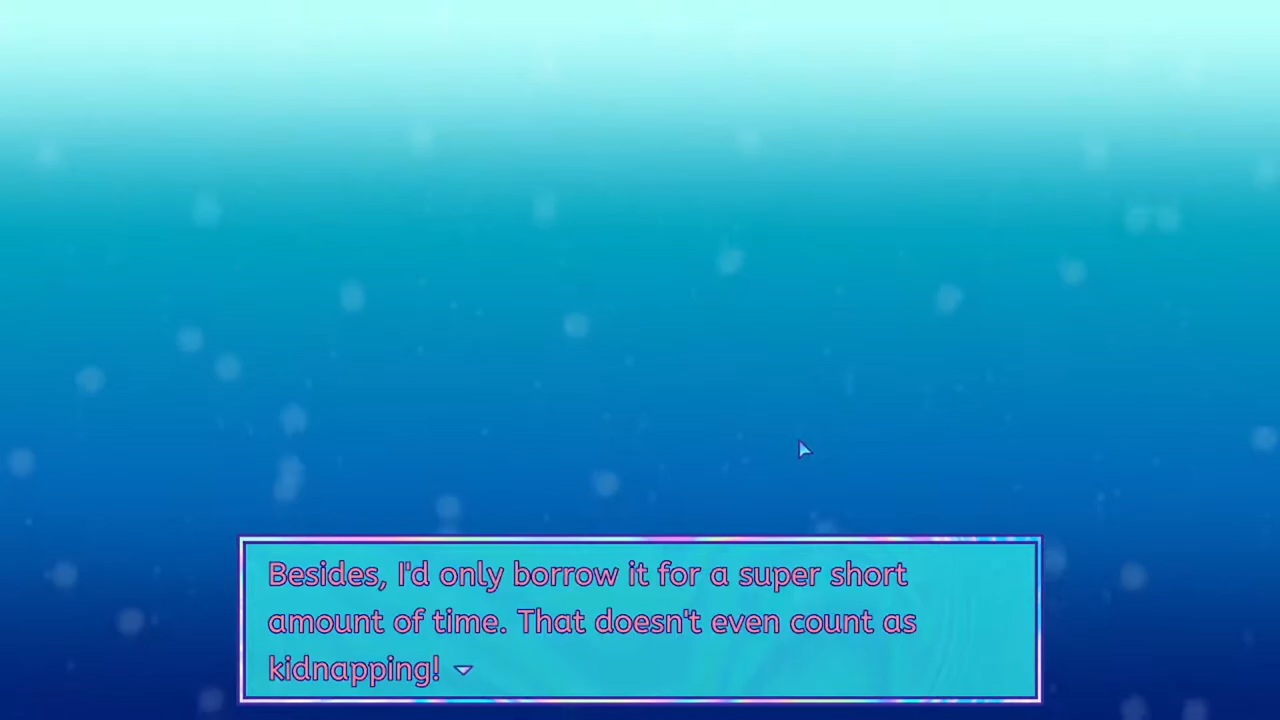 Besides, I'd only borrow it for a super short
amount of time. That doesn't even count as
kidnapping!